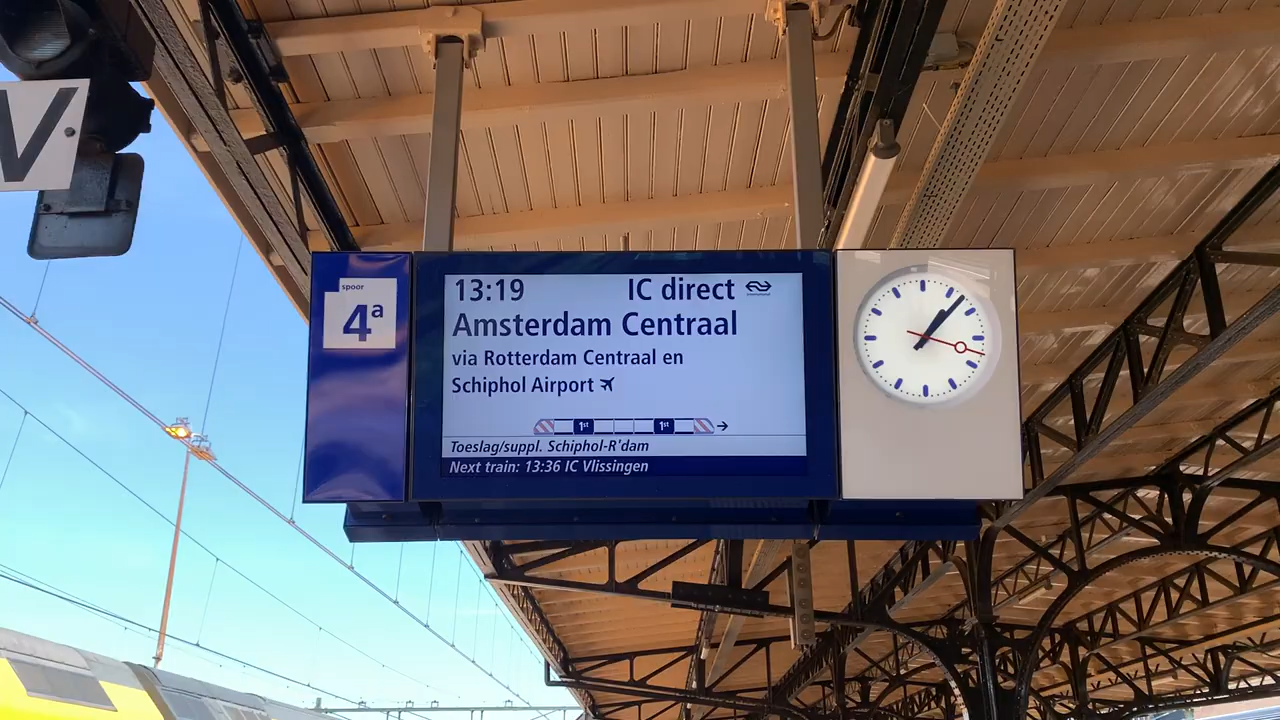 V
spoor
4a
13:19 IC direct
Amsterdam Centraal
via Rotterdam Centraal en
Schiphol Airport
1st 1st
Toeslag/suppl. Schiphol-R'dam
Next train: 13:36 IC Vlissingen